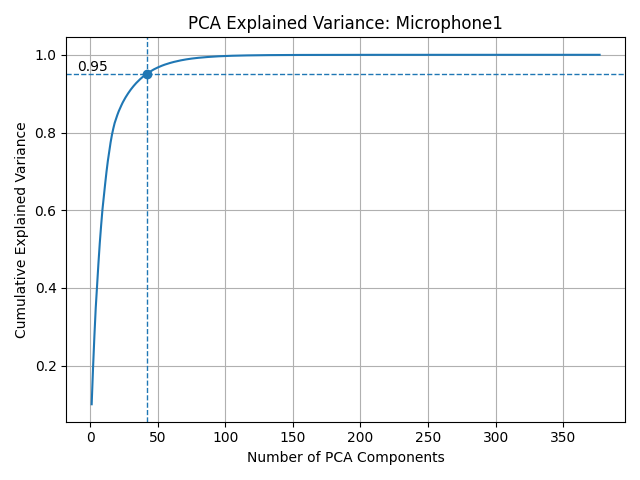 PCA Explained Variance: Microphone1
Cumulative Explained Variance
1.0
0.95
0.8
0.6
0.4
0.2
0 50 100 150 200 250 300 350
Number of PCA Components